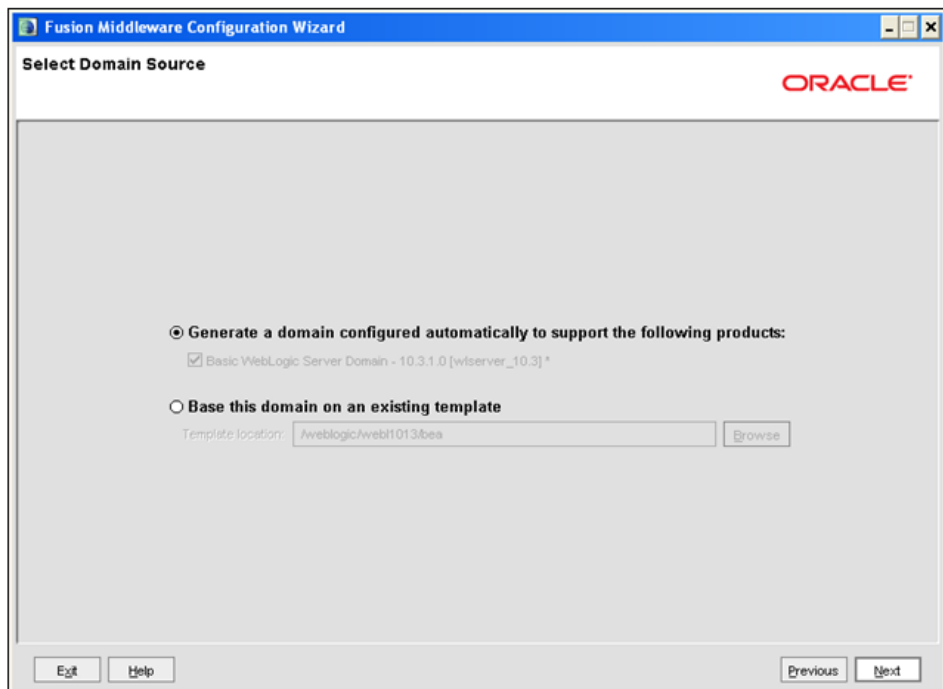 Fusion Middleware Configuration Wizard
Select Domain Source
ORACLE
Generate a domain configured automatically to support the following products:
Basic WebLogic Server Domain - 10.3.1.0 [wlserver_10.3] *
Base this domain on an existing template
Template location: /weblogic/webl1013/bea Browse
Exit Help Previous Next